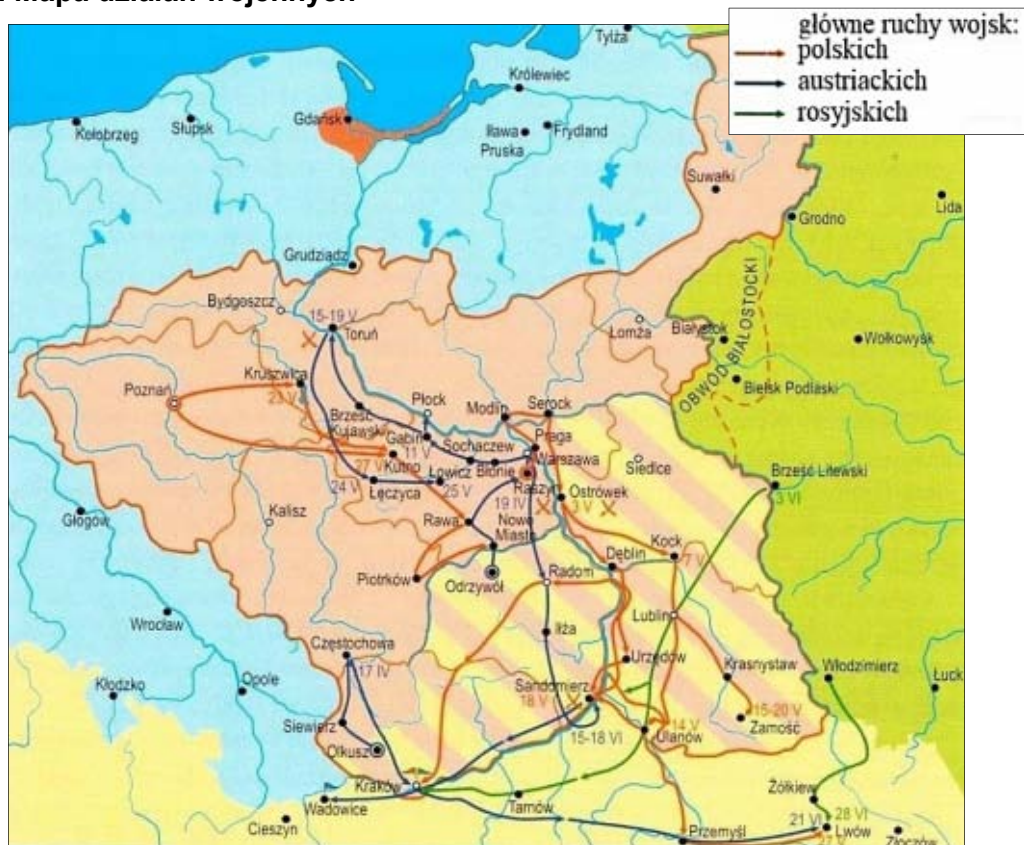 Mapa działań wojennych
główne ruchy wojsk:
polskich
austriackich
rosyjskich
Tylża
Królewiec
Gdańsk
Kołobrzeg
Słupsk
Iława
Pruska
Frydland
Suwałki
Lida
Grodno
Grudziądz
Bydgoszcz
15-19 V
Toruń
Łomża
Białystok
OBWÓD BIAŁOSTOCKI
Wołkowysk
Bielsk Podlaski
Poznań
Kruszwica
23 V
Brześć
Kujawski
Płock
Modlin
Serock
Gąbin
11 V
Sochaczew
Praga
Kutno
27 V
Łowicz
Błonie
Warszawa
Siedlce
Brześć Litewski
3 VI
24 V
Łęczyca
25 V
Raszyn
19 IV
Ostrówek
3 V
Głogów
Kalisz
Rawa
Nowe
Miasto
Kock
7 V
Piotrków
Odrzywół
Dęblin
Radom
Lublin
Wrocław
Iłża
Częstochowa
17 IV
Urzędów
Krasnystaw
Włodzimierz
Kłodzko
Opole
Sandomierz
18 V
15-20 V
Zamość
Łuck
Siewierz
15-18 VI
14 V
Ulanów
Olkusz
Kraków
Żółkiew
Wadowice
Tarnów
21 VI
28 VI
Cieszyn
Przemyśl
Lwów
27 V
Złoczów